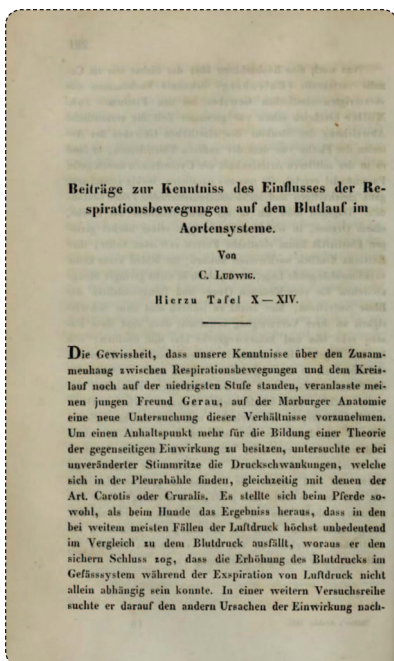 Beiträge zur Kenntniss des Einflusses der Re-
spirationsbewegungen auf den Blutlauf im
Aortensysteme.
Von
C. Ludwig.
Hierzu Tafel X—XIV.
Die Gewissheit, dass unsere Kenntnisse über den Zusam-
menhang zwischen Respirationsbewegungen und dem Kreis-
lauf noch auf der niedrigsten Stufe standen, veranlasste mei-
nen jungen Freund Gerau, auf der Marburger Anatomie
eine neue Untersuchung dieser Verhältnisse vorzunehmen.
Um einen Anhaltspunkt mehr für die Bildung einer Theorie
der gegenseitigen Einwirkung zu besitzen, untersuchte er bei
unveränderter Stimmritze die Druckschwankungen, welche
sich in der Pleurahöhle finden, gleichzeitig mit denen der
Art. Carotis oder Cruralis. Es stellte sich beim Pferde so-
wohl, als beim Hunde das Ergebniss heraus, dass in den
bei weitem meisten Fällen der Luftdruck höchst unbedeutend
im Vergleich zu dem Blutdruck ausfällt, woraus er den
sichern Schluss zog, dass die Erhöhung des Blutdrucks im
Gefässsystem während der Exspiration von Luftdruck nicht
allein abhängig sein konnte. In einer weitern Versuchsreihe
suchte er darauf den andern Ursachen der Einwirkung nach-